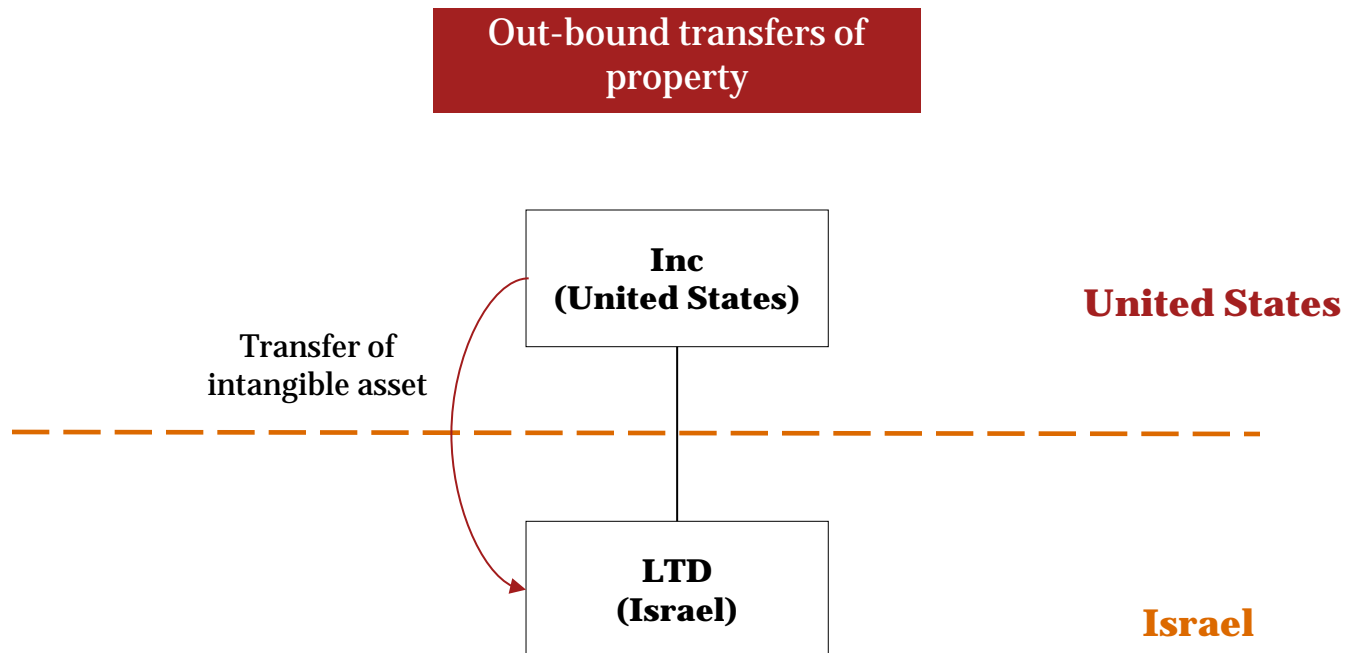 Out-bound transfers of
property
Inc
(United States)
United States
Transfer of
intangible asset
LTD
(Israel)
Israel